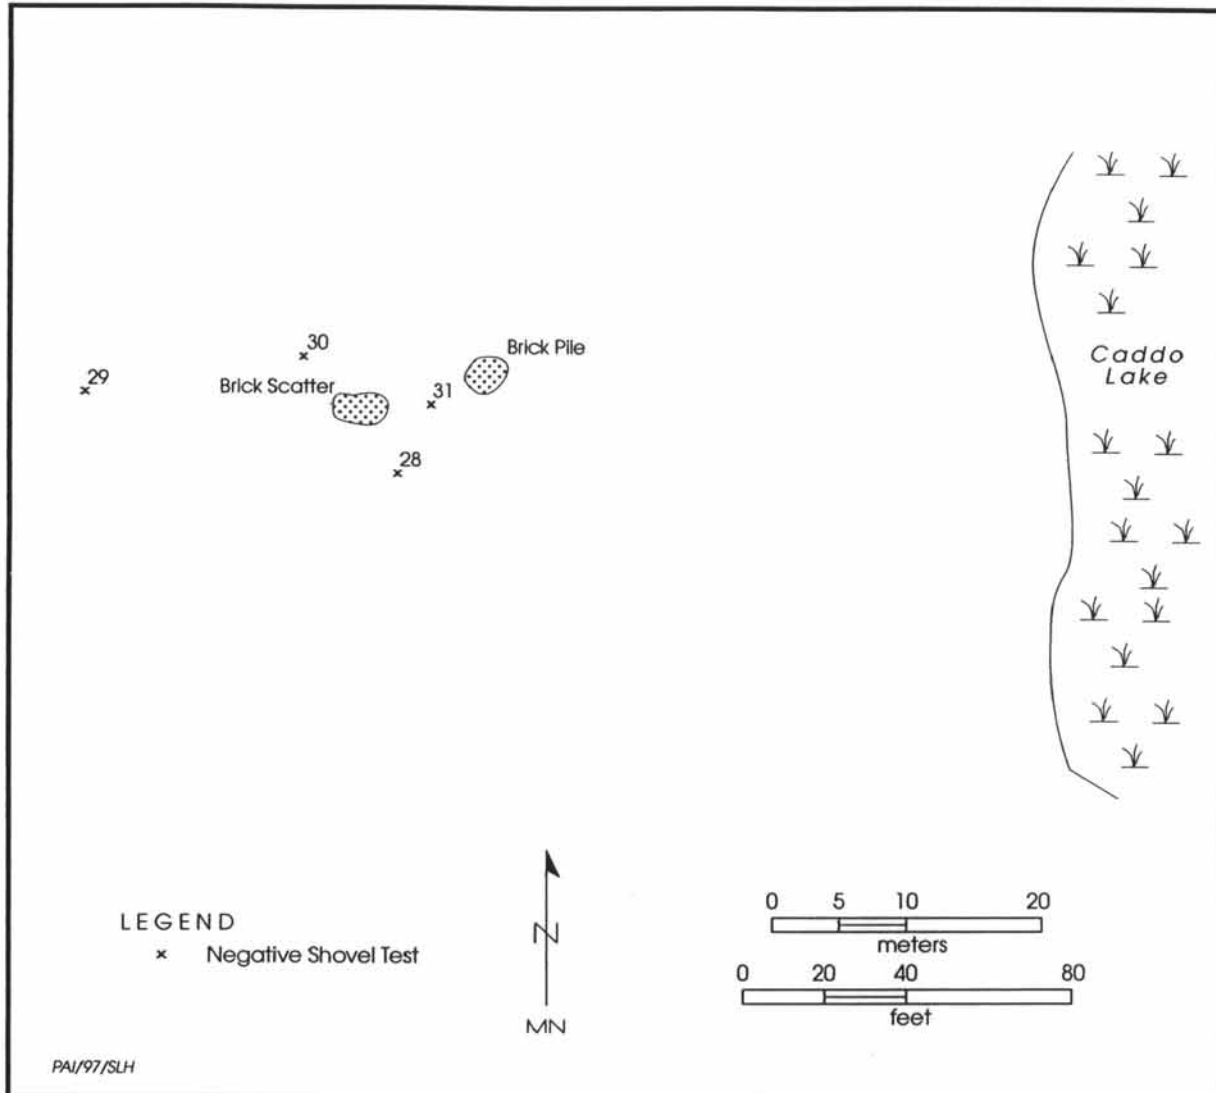 Caddo
Lake
30
Brick Pile
29
Brick Scatter
31
28
LEGEND
Negative Shovel Test
N
MN
0 5 10 20
meters
0 20 40 80
feet
PAI/97/SLH